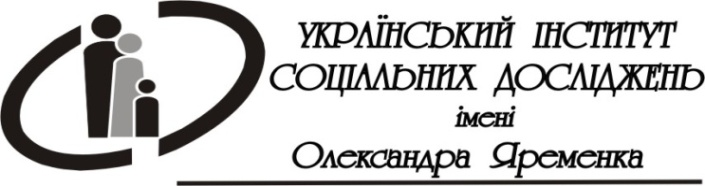 УКРАЇНСЬКИЙ ІНСТИТУТ
СОЦІАЛЬНИХ ДОСЛІДЖЕНЬ
імені
Олександра Яременка